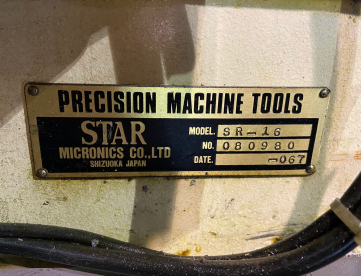 PRECISION MACHINE TOOLS
STAR
MICRONICS CO.,LTD
SHIZUOKA JAPAN
MODEL. SR-16
NO. 080980
DATE. -067